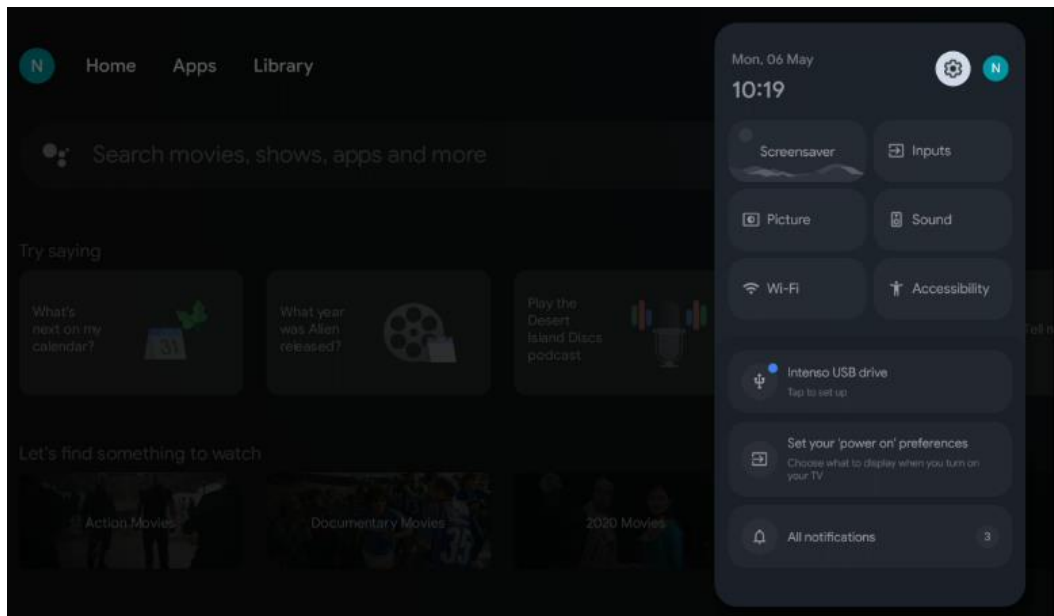 N
Home
Apps
Library
Search movies, shows, apps and more
Try saying
What's
next on my
calendar?
31
What year
was Alien
released?
Play the
Desert
Island Discs
podcast
Let's find something to watch
Action Movies
Documentary Movies
2020 Movies
Mon, 06 May
10:19
N
Screensaver
Inputs
Picture
Sound
Wi-Fi
Accessibility
Intenso USB drive
Tap to set up
Set your 'power on' preferences
Choose what to display when you turn on
your TV
All notifications
3